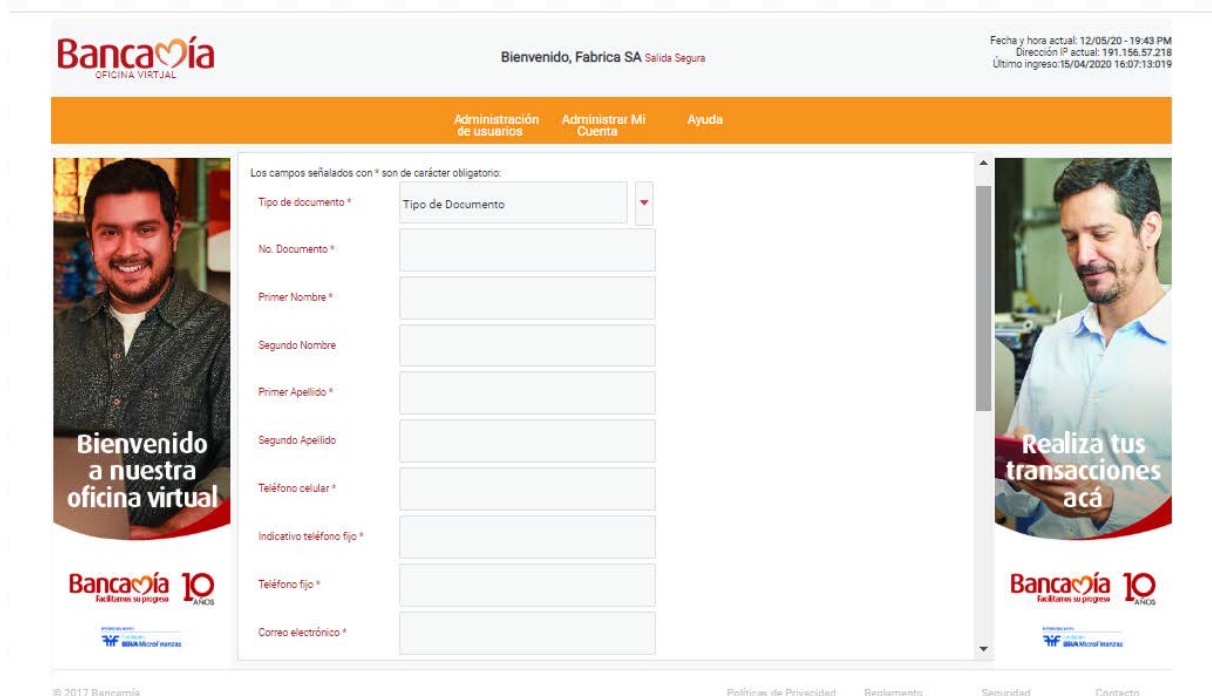 Bancamía
OFICINA VIRTUAL
Bienvenido, Fabrica SA Salida Segura
Fecha y hora actual: 12/05/20 - 19:43 PM
Dirección IP actual: 191.156.57.218
Último ingreso:15/04/2020 16:07:13:019
Administración
de usuarios
Administrar Mi
Cuenta
Ayuda
Los campos señalados con * son de carácter obligatorio:
Tipo de documento *
Tipo de Documento
No. Documento *
Primer Nombre *
Segundo Nombre
Primer Apellido *
Segundo Apellido
Teléfono celular *
Indicativo teléfono fijo *
Teléfono fijo *
Correo electrónico *
Bienvenido
a nuestra
oficina virtual
Bancamía 10
Facilitamos su progreso AÑOS
BBVA MicroFinanzas
Realiza tus
transacciones
acá
Bancamía 10
Facilitamos su progreso AÑOS
BBVA MicroFinanzas
© 2017 Bancamía
Políticas de Privacidad
Reglamento
Seguridad
Contacto